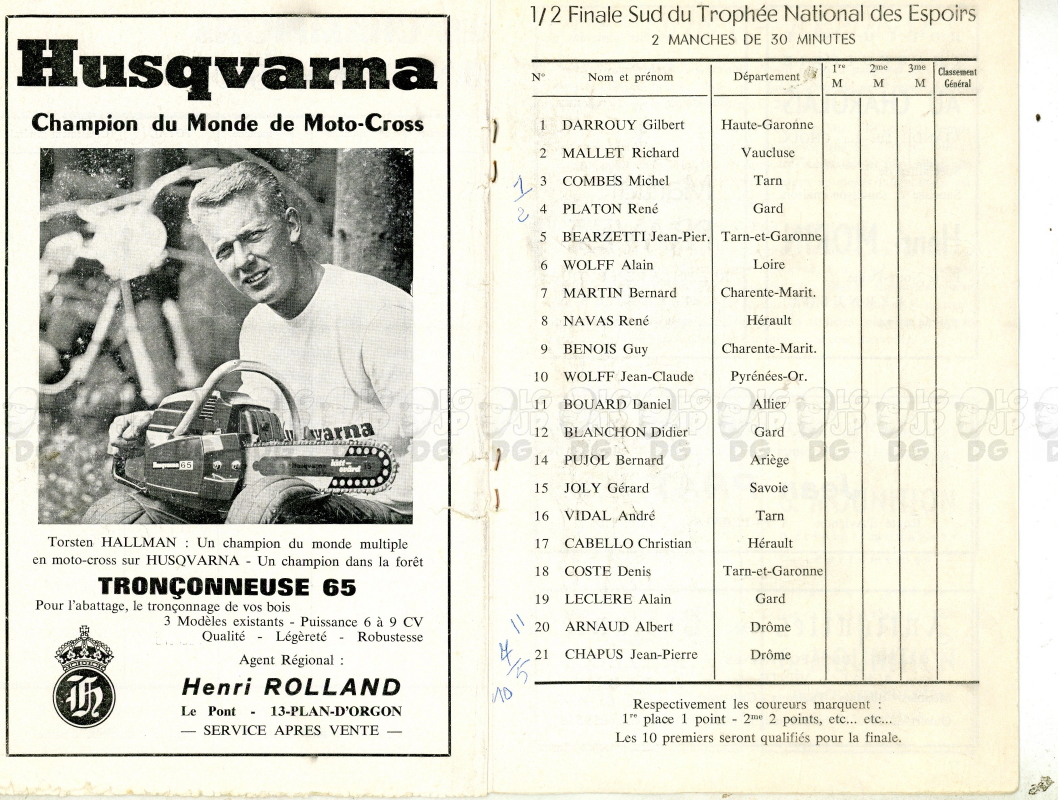 Husqvarna
Champion du Monde de Moto-Cross
Husqvarna
Husqvarna 65
Torsten HALLMAN : Un champion du monde multiple
en moto-cross sur HUSQVARNA - Un champion dans la forêt
TRONÇONNEUSE 65
Pour l'abattage, le tronçonnage de vos bois
3 Modèles existants - Puissance 6 à 9 CV
Qualité - Légèreté - Robustesse
Agent Régional :
Henri ROLLAND
Le Pont - 13-PLAN-D'ORGON
— SERVICE APRES VENTE —
H
1/2 Finale Sud du Trophée National des Espoirs
2 MANCHES DE 30 MINUTES
N° Nom et prénom Département 1re M 2me M 3me M Classement Général
1 DARROUY Gilbert Haute-Garonne
2 MALLET Richard Vaucluse
1 3 COMBES Michel Tarn
2 4 PLATON René Gard
5 BEARZETTI Jean-Pier. Tarn-et-Garonne
6 WOLFF Alain Loire
7 MARTIN Bernard Charente-Marit.
8 NAVAS René Hérault
9 BENOIS Guy Charente-Marit.
10 WOLFF Jean-Claude Pyrénées-Or.
11 BOUARD Daniel Allier
12 BLANCHON Didier Gard
14 PUJOL Bernard Ariège
15 JOLY Gérard Savoie
16 VIDAL André Tarn
17 CABELLO Christian Hérault
18 COSTE Denis Tarn-et-Garonne
19 LECLERE Alain Gard
11 20 ARNAUD Albert Drôme
4/5 21 CHAPUS Jean-Pierre Drôme
10
Respectivement les coureurs marquent :
1re place 1 point - 2me 2 points, etc... etc...
Les 10 premiers seront qualifiés pour la finale.